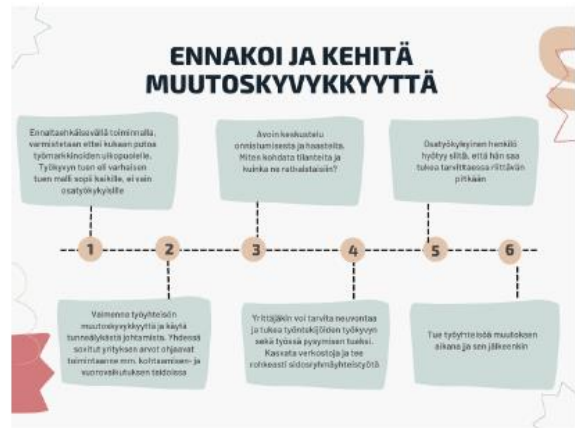 ENNAKOI JA KEHITÄ
MUUTOSKYVYKKYYTTÄ
Ennaltaehkäisevällä toiminnalla,
varmistetaan ettei kukaan putoa
työmarkkinoiden ulkopuolelle.
Työkyvyn tuen eli varhaisen
tuen malli sopii kaikille, ei vain
osatyökykyisille
Avoin keskustelu
onnistumisesta ja haasteita.
Miten kohdata tilanteita ja
kuinka ne ratkaistaisiin?
Osatyökykyinen henkilö
hyötyy siitä, että hän saa
tukea tarvittaessa riittävän
pitkään
1
2
3
4
5
6
Valmenna työyhteisön
muutoskyvykkyyttä ja käytä
tunneälykästä johtamista. Yhdessä
sovitut yrityksen arvot ohjaavat
toimintaanne mm. kohtaamisen- ja
vuorovaikutuksen taidoissa
Yrittäjäkin voi tarvita neuvontaa
ja tukea työntekijöiden työkyvyn
sekä työssä pysymisen tueksi.
Kasvata verkostoja ja tee
rohkeasti sidosryhmäyhteistyötä
Tue työyhteisöä muutoksen
aikana ja sen jälkeenkin